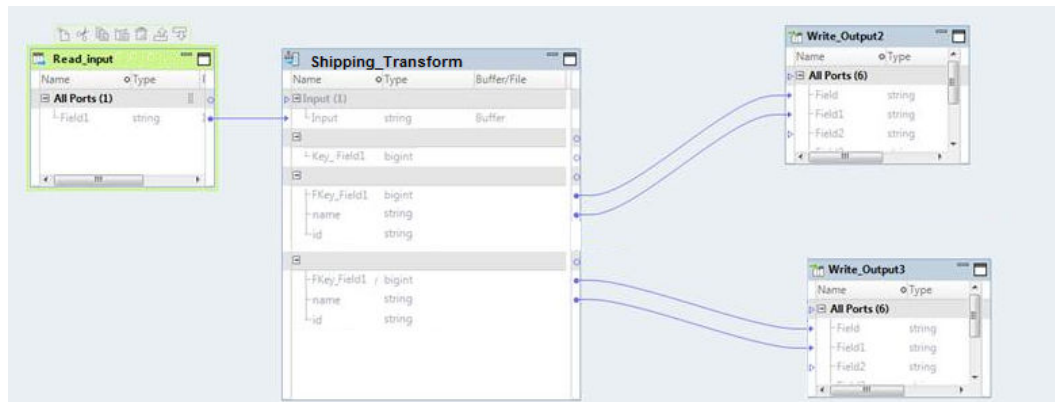 Read_input
Name Type
All Ports (1)
Field1 string
Shipping_Transform
Name Type Buffer/File
Input (1)
Input string Buffer
Key_Field1 bigint
FKey_Field1 bigint
name string
id string
FKey_Field1 bigint
name string
id string
Write_Output2
Name Type
All Ports (6)
Field string
Field1 string
Field2 string
Write_Output3
Name Type
All Ports (6)
Field string
Field1 string
Field2 string